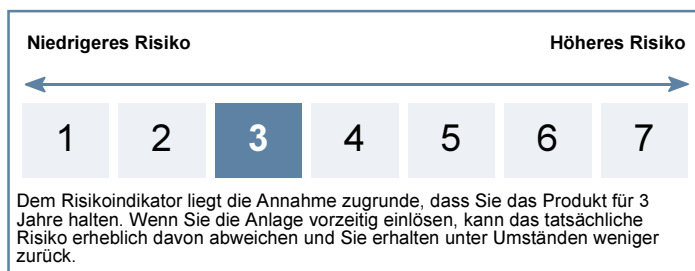 Niedrigeres Risiko Höheres Risiko
1 2 3 4 5 6 7
Dem Risikoindikator liegt die Annahme zugrunde, dass Sie das Produkt für 3
Jahre halten. Wenn Sie die Anlage vorzeitig einlösen, kann das tatsächliche
Risiko erheblich davon abweichen und Sie erhalten unter Umständen weniger
zurück.